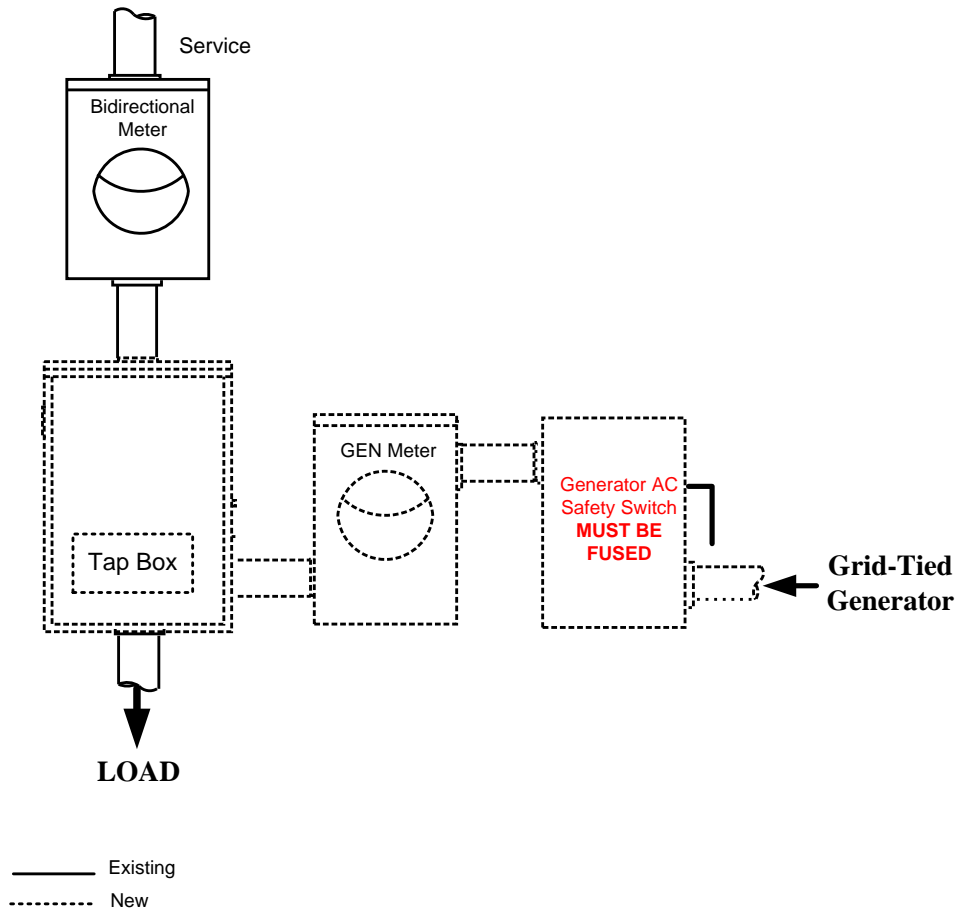 Service
Bidirectional
Meter
GEN Meter
Generator AC
Safety Switch
MUST BE
FUSED
Tap Box
Grid-Tied
Generator
LOAD
Existing
New